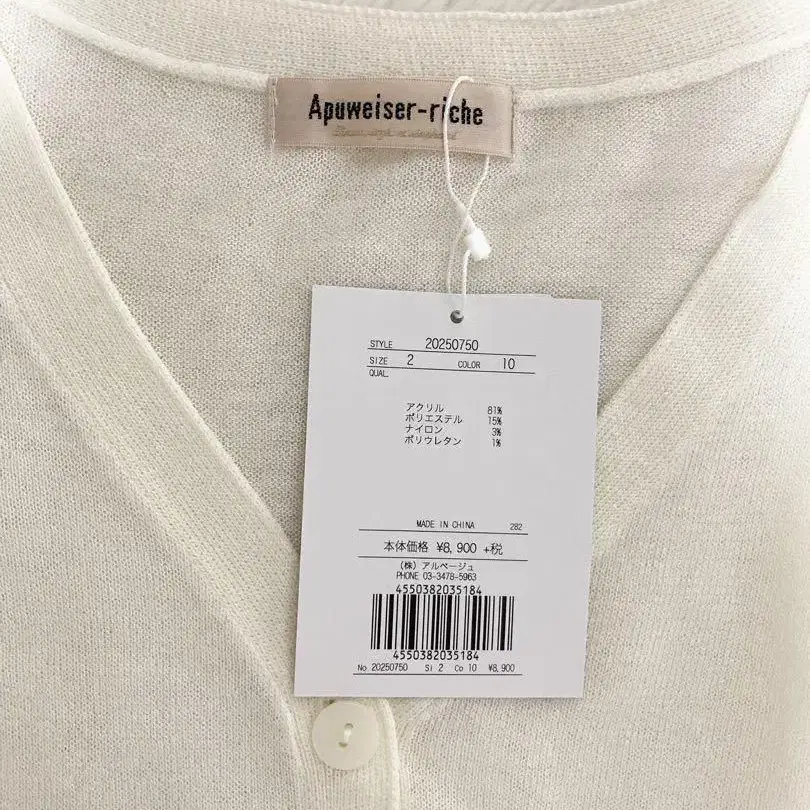 Apuweiser-riche
STYLE 20250750
SIZE 2 COLOR 10
QUAL.
アクリル 81%
ポリエステル 15%
ナイロン 3%
ポリウレタン 1%
MADE IN CHINA 282
本体価格 ¥8,900 +税
(株) アルページュ
PHONE 03-3478-5963
4550382035184
4550382035184
No 20250750 Si 2 Co 10 ¥8,900